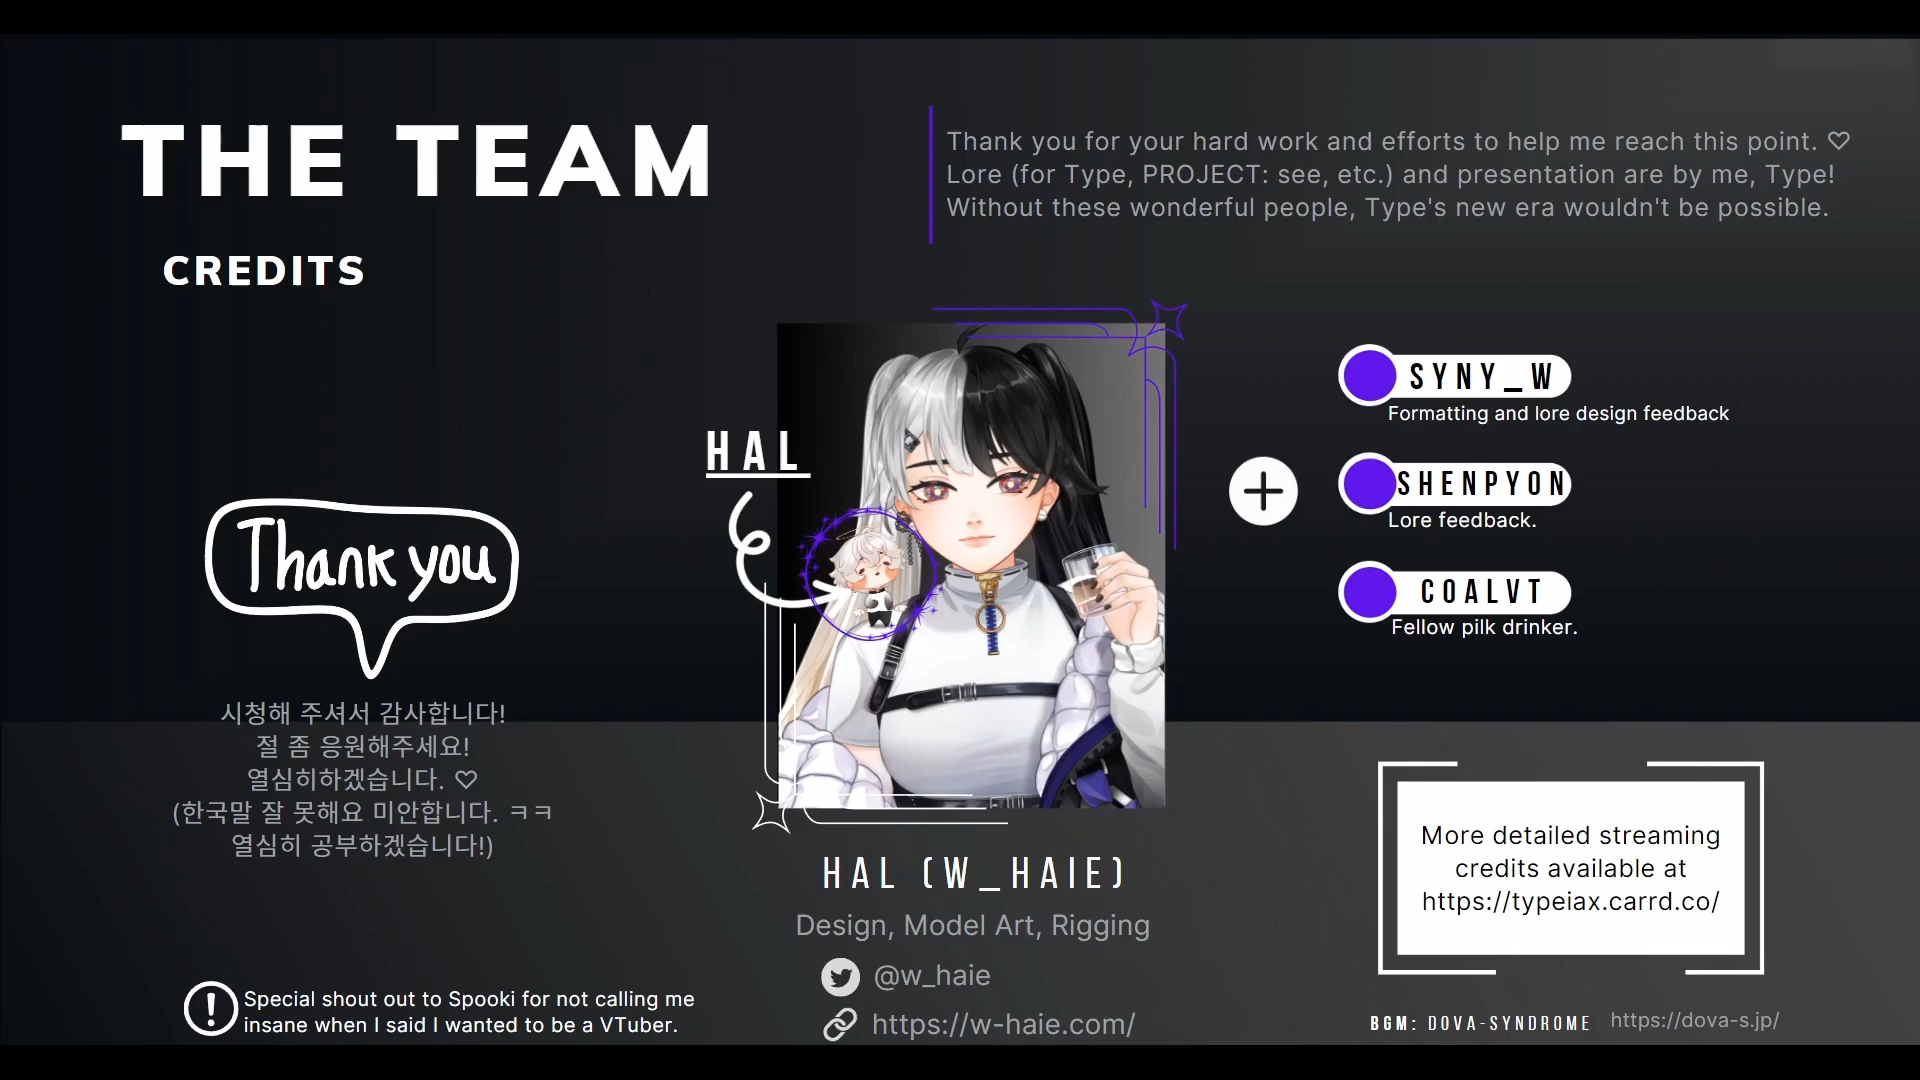 THE TEAM
CREDITS
Thank you for your hard work and efforts to help me reach this point. ♡
Lore (for Type, PROJECT: see, etc.) and presentation are by me, Type!
Without these wonderful people, Type's new era wouldn't be possible.
HAL
SYNY_W
Formatting and lore design feedback
SHENPYON
Lore feedback.
COALVT
Fellow pilk drinker.
Thank you
시청해 주셔서 감사합니다!
절 좀 응원해주세요!
열심히하겠습니다. ♡
(한국말 잘 못해요 미안합니다. ㅋㅋ
열심히 공부하겠습니다!)
HAL (W_HAIE)
Design, Model Art, Rigging
@w_haie
https://w-haie.com/
More detailed streaming
credits available at
https://typeiax.carrd.co/
Special shout out to Spooki for not calling me
insane when I said I wanted to be a VTuber.
BGM: DOVA-SYNDROME https://dova-s.jp/